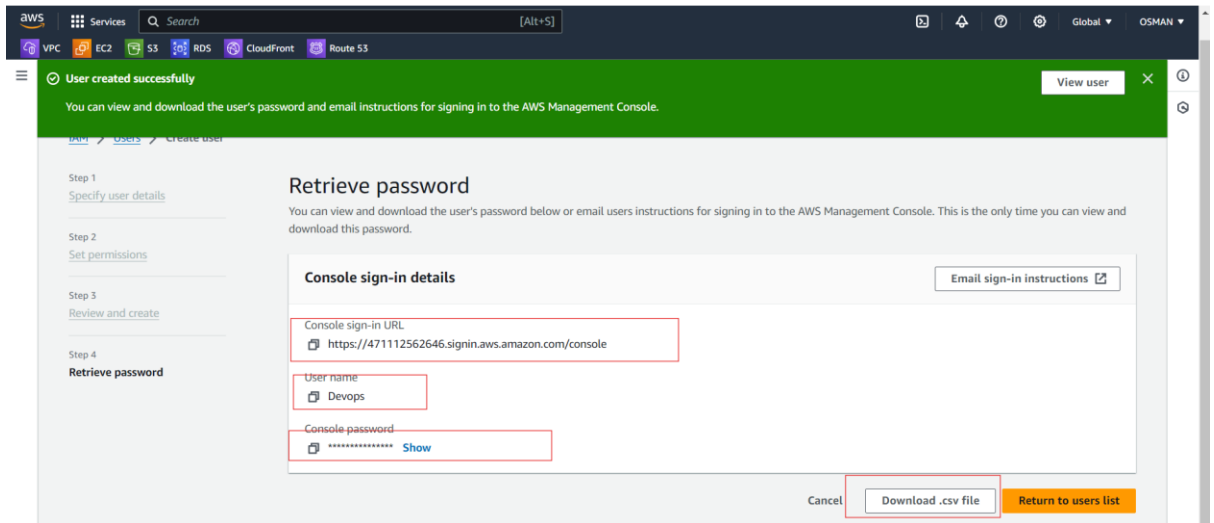 aws
Services
Search
[Alt+S]
Global ▼
OSMAN ▼
VPC
EC2
S3
RDS
CloudFront
Route 53
User created successfully
View user
You can view and download the user's password and email instructions for signing in to the AWS Management Console.
IAM > Users > Create user
Step 1
Specify user details
Step 2
Set permissions
Step 3
Review and create
Step 4
Retrieve password
Retrieve password
You can view and download the user's password below or email users instructions for signing in to the AWS Management Console. This is the only time you can view and
download this password.
Console sign-in details
Email sign-in instructions
Console sign-in URL
https://471112562646.signin.aws.amazon.com/console
User name
Devops
Console password
*************** Show
Cancel
Download .csv file
Return to users list